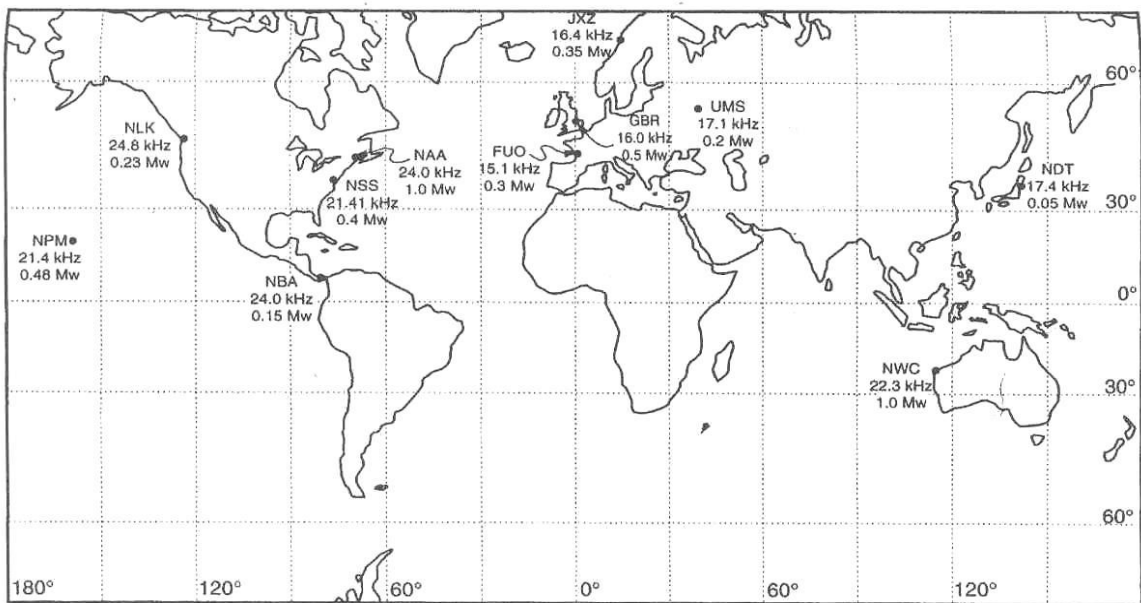 JXZ
16.4 kHz
0.35 Mw
60°
NLK
24.8 kHz
0.23 Mw
NAA
24.0 kHz
1.0 Mw
NSS
21.41 kHz
0.4 Mw
FUO
15.1 kHz
0.3 Mw
GBR
16.0 kHz
0.5 Mw
UMS
17.1 kHz
0.2 Mw
NDT
17.4 kHz
0.05 Mw
30°
NPM
21.4 kHz
0.48 Mw
NBA
24.0 kHz
0.15 Mw
0°
NWC
22.3 kHz
1.0 Mw
30°
60°
180° 120° 60° 0° 60° 120°